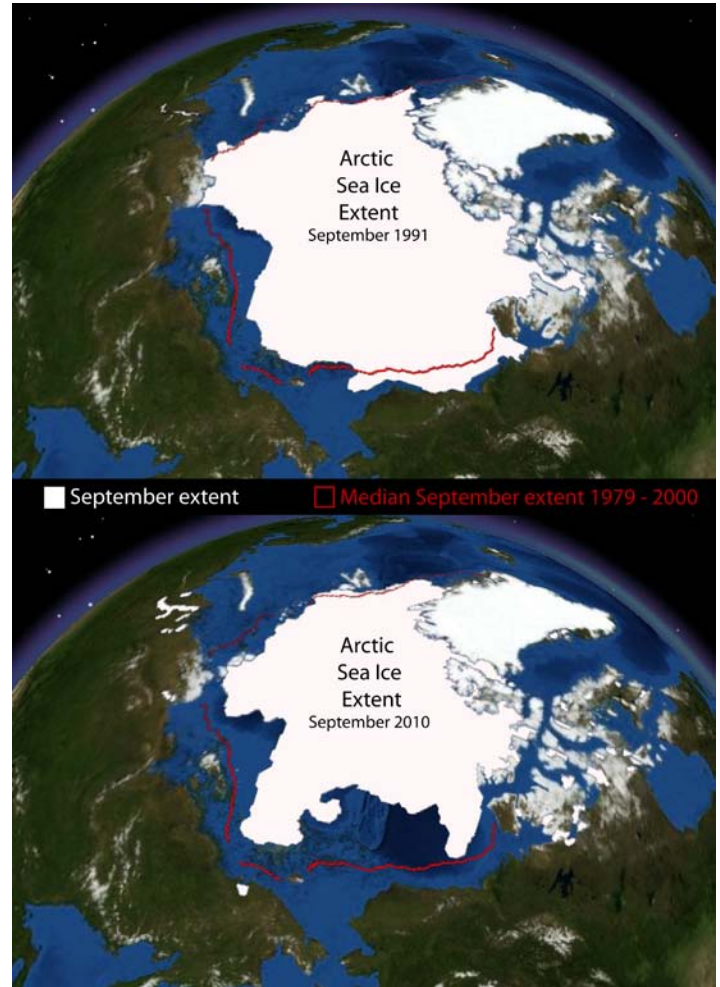 Arctic
Sea Ice
Extent
September 1991
September extent
Median September extent 1979 - 2000
Arctic
Sea Ice
Extent
September 2010